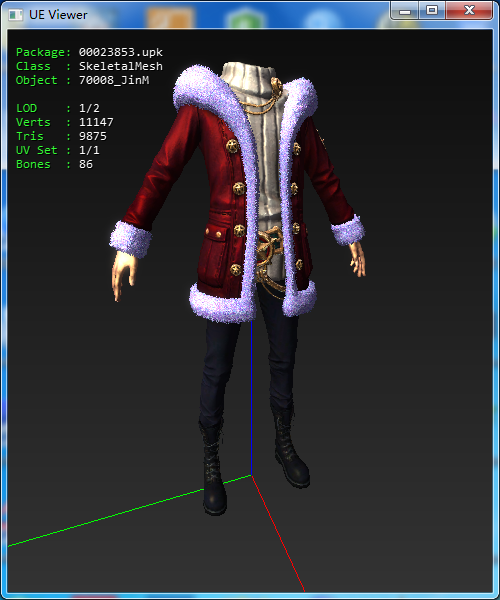 UE Viewer
Package: 00023853.upk
Class  : SkeletalMesh
Object : 70008_JinM
LOD    : 1/2
Verts  : 11147
Tris   : 9875
UV Set : 1/1
Bones  : 86